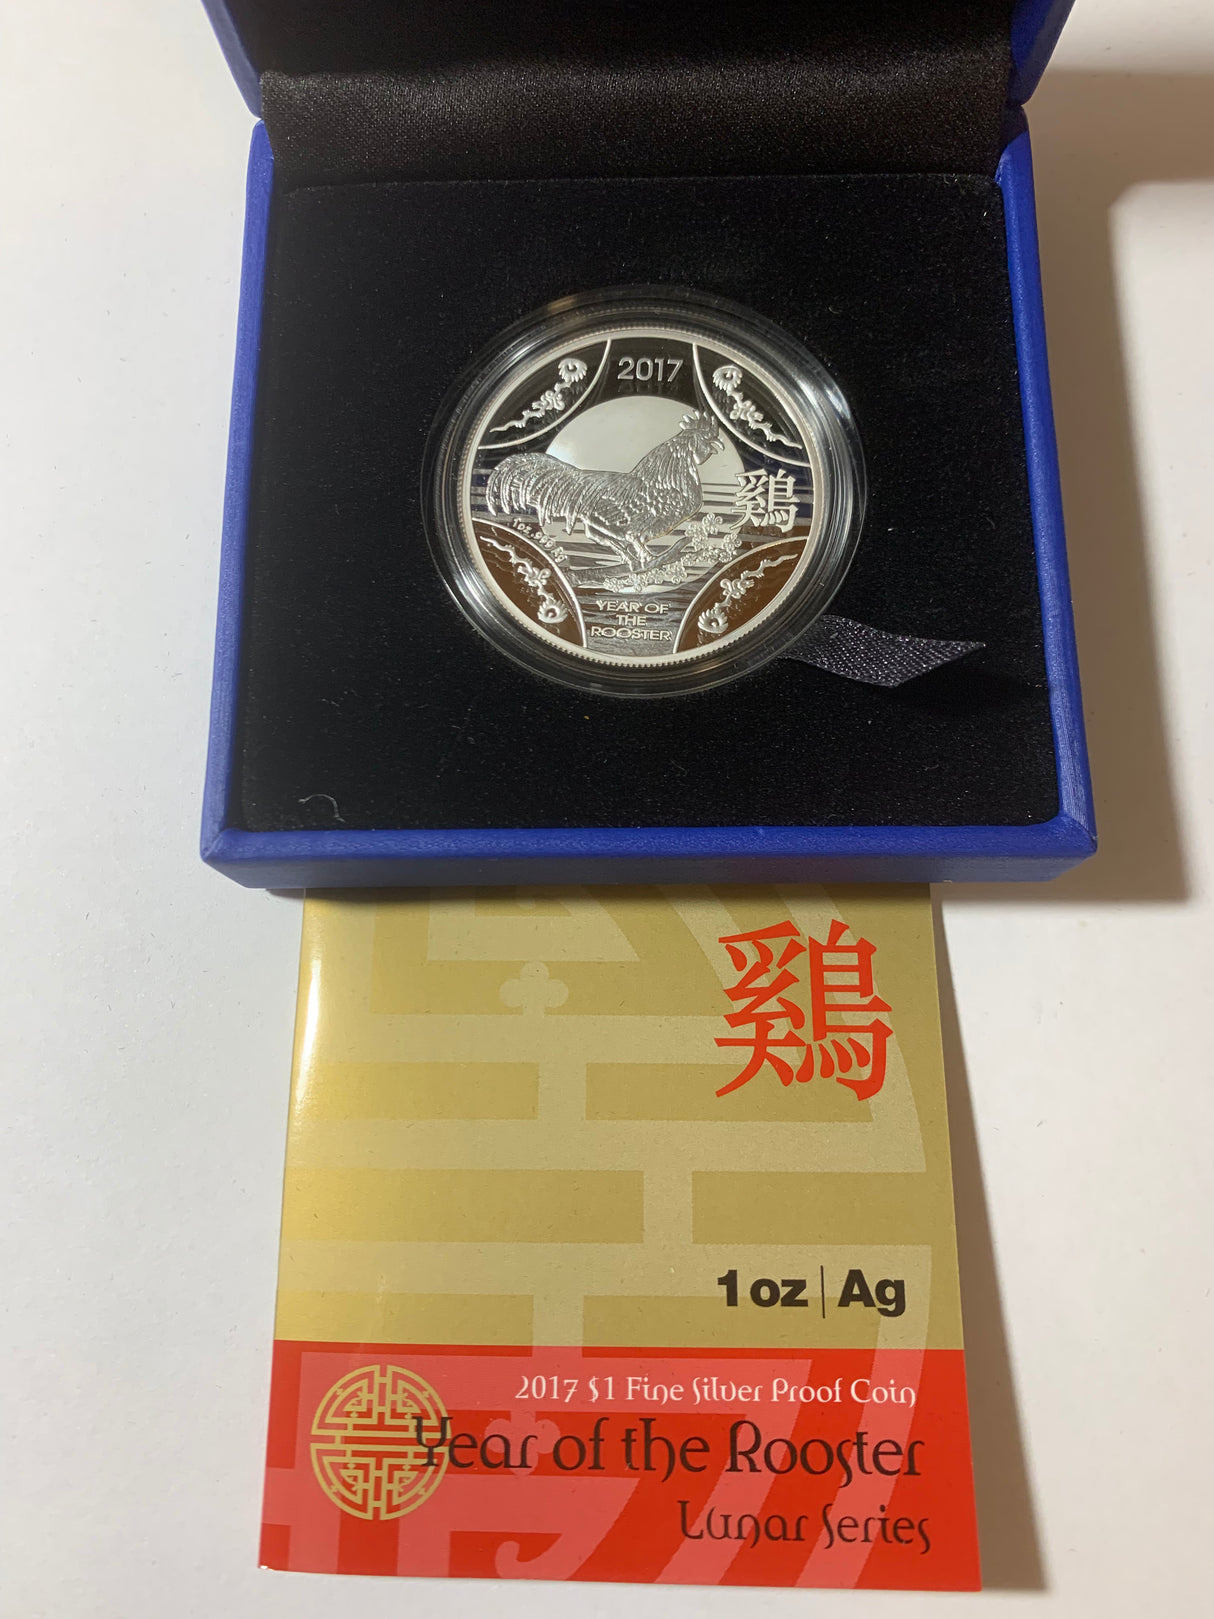 2017
鷄
1oz .999 Ag
YEAR OF
THE
ROOSTER
鷄
1 oz | Ag
2017 $1 Fine Silver Proof Coin
Year of the Rooster
Lunar Series